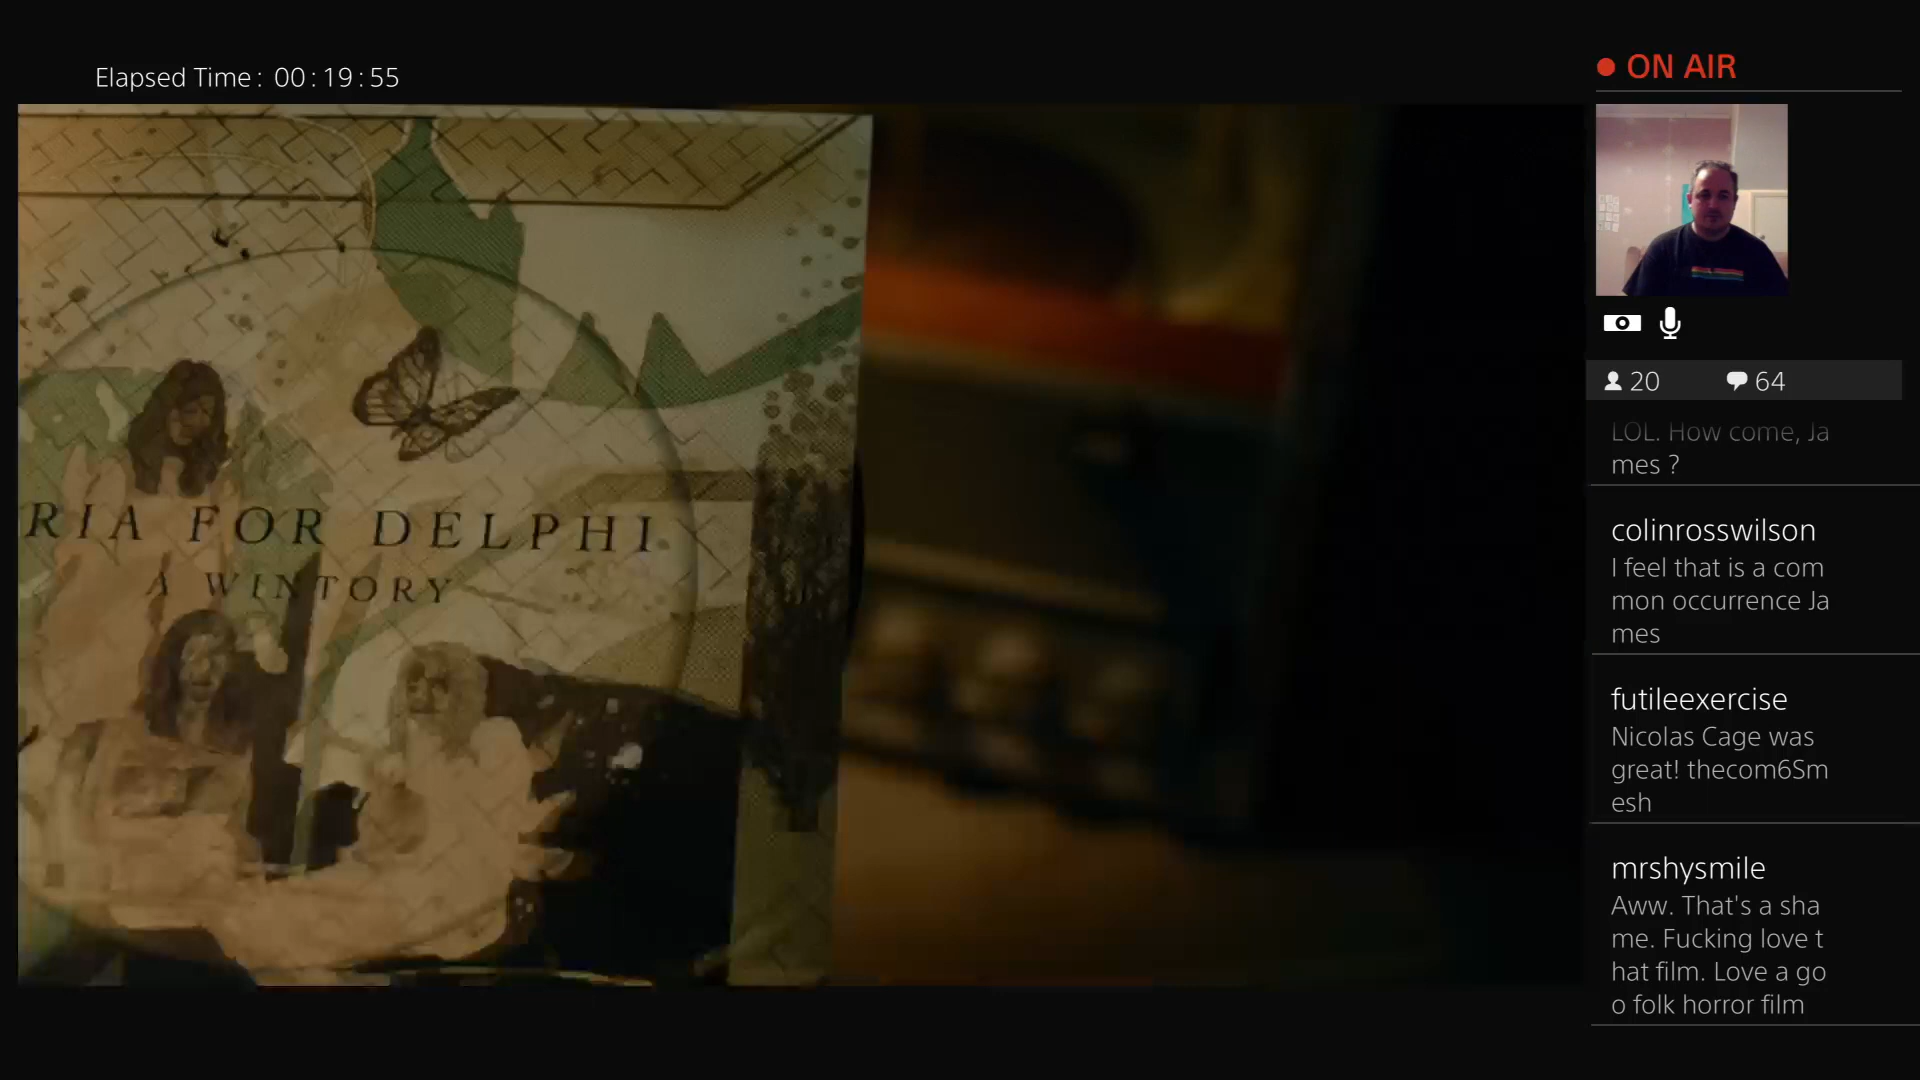 Elapsed Time: 00:19:55
ON AIR
RIA FOR DELPHI
A WINTORY
20 64
LOL. How come, Ja
mes ?
colinrosswilson
I feel that is a com
mon occurrence Ja
mes
futileexercise
Nicolas Cage was
great! thecom6Sm
esh
mrshysmile
Aww. That's a sha
me. Fucking love t
hat film. Love a go
o folk horror film